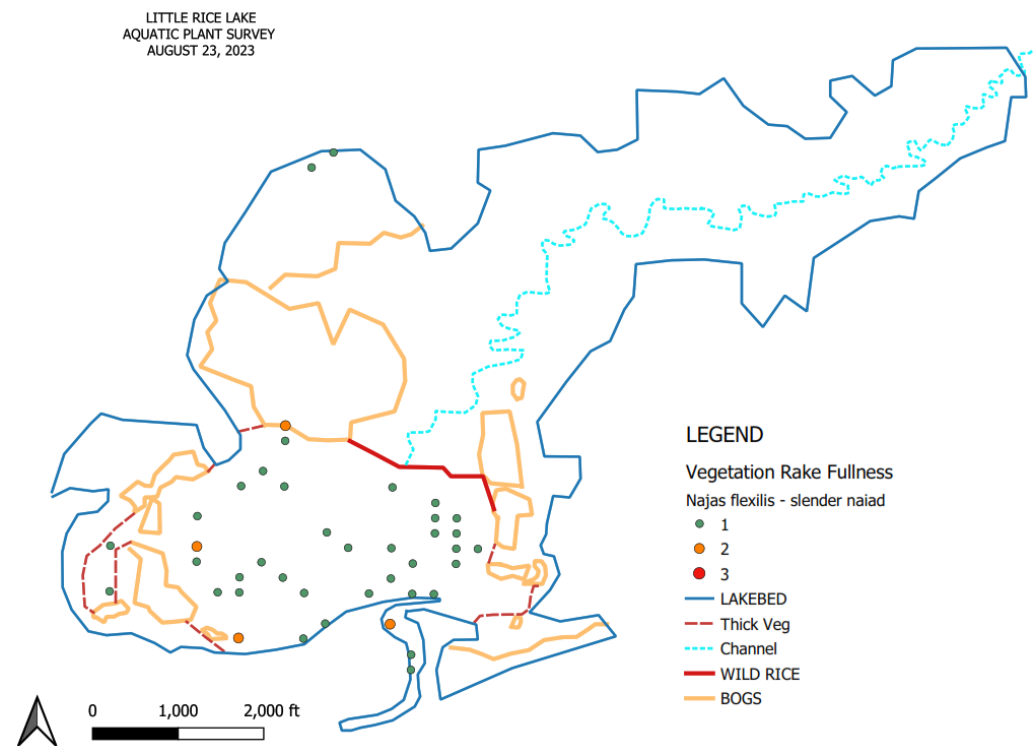 LITTLE RICE LAKE
AQUATIC PLANT SURVEY
AUGUST 23, 2023
LEGEND
Vegetation Rake Fullness
Najas flexilis - slender naiad
1
2
3
LAKEBED
Thick Veg
Channel
WILD RICE
BOGS
0 1,000 2,000 ft